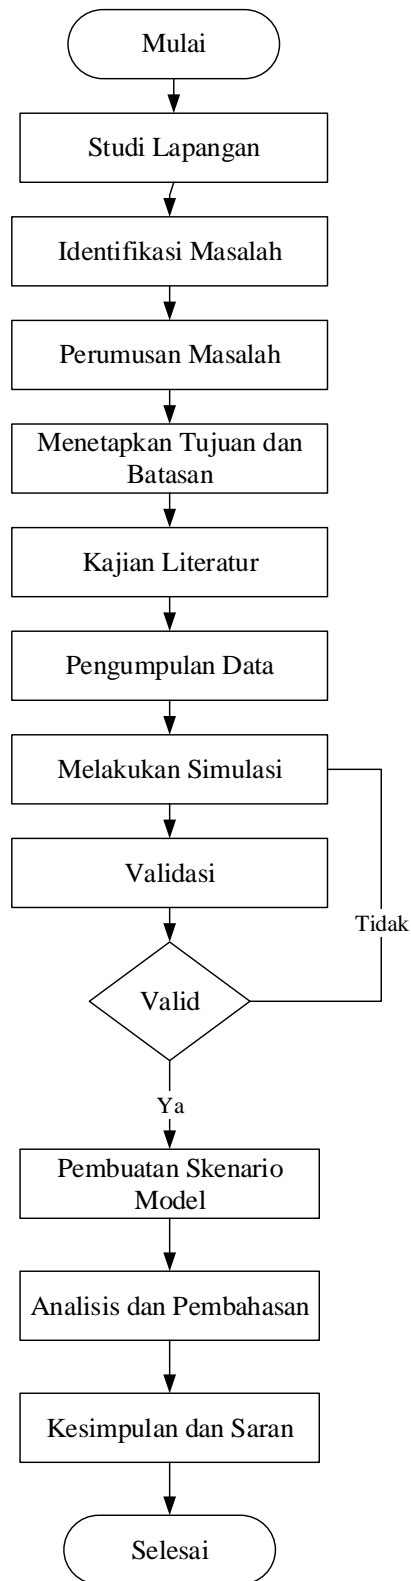 Mulai
Studi Lapangan
Identifikasi Masalah
Perumusan Masalah
Menetapkan Tujuan dan
Batasan
Kajian Literatur
Pengumpulan Data
Melakukan Simulasi
Validasi
Tidak
Valid
Ya
Pembuatan Skenario
Model
Analisis dan Pembahasan
Kesimpulan dan Saran
Selesai